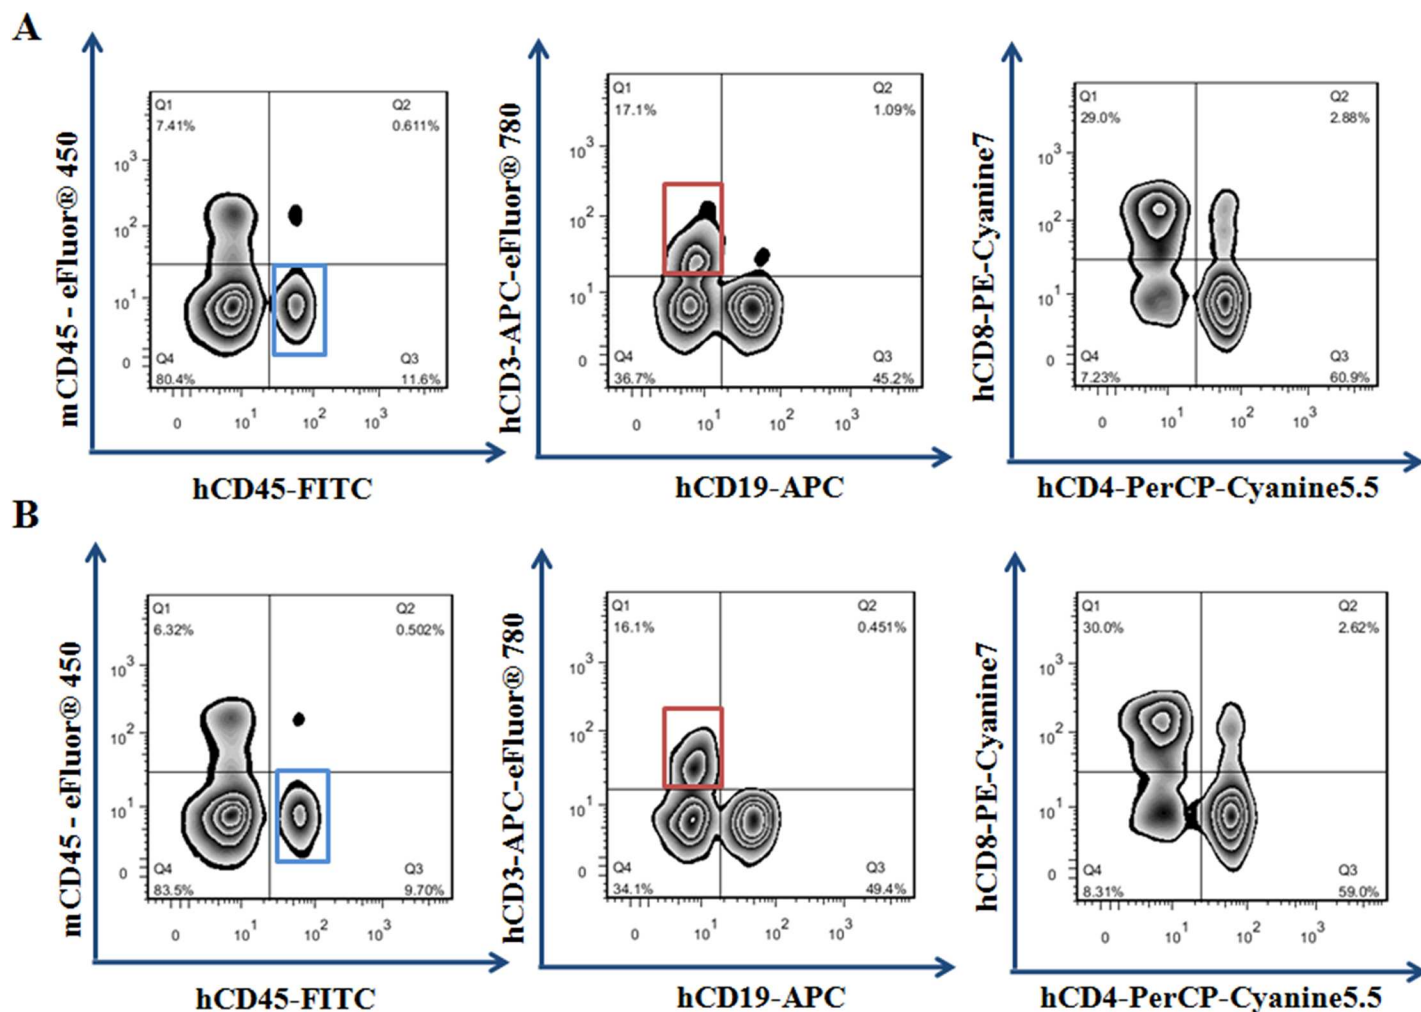 A
mCD45 - eFluor® 450
Q1
7.41%
Q2
0.611%
Q4
80.4%
Q3
11.6%
10³
10²
10¹
0
0
10¹
10²
10³
hCD45-FITC
hCD3-APC-eFluor® 780
Q1
17.1%
Q2
1.09%
Q4
36.7%
Q3
45.2%
10³
10²
10¹
0
0
10¹
10²
10³
hCD19-APC
hCD8-PE-Cyanine7
Q1
29.0%
Q2
2.88%
Q4
7.23%
Q3
60.9%
10³
10²
10¹
0
0
10¹
10²
10³
hCD4-PerCP-Cyanine5.5
B
mCD45 - eFluor® 450
Q1
6.32%
Q2
0.502%
Q4
83.5%
Q3
9.70%
10³
10²
10¹
0
0
10¹
10²
10³
hCD45-FITC
hCD3-APC-eFluor® 780
Q1
16.1%
Q2
0.451%
Q4
34.1%
Q3
49.4%
10³
10²
10¹
0
0
10¹
10²
10³
hCD19-APC
hCD8-PE-Cyanine7
Q1
30.0%
Q2
2.62%
Q4
8.31%
Q3
59.0%
10³
10²
10¹
0
0
10¹
10²
10³
hCD4-PerCP-Cyanine5.5